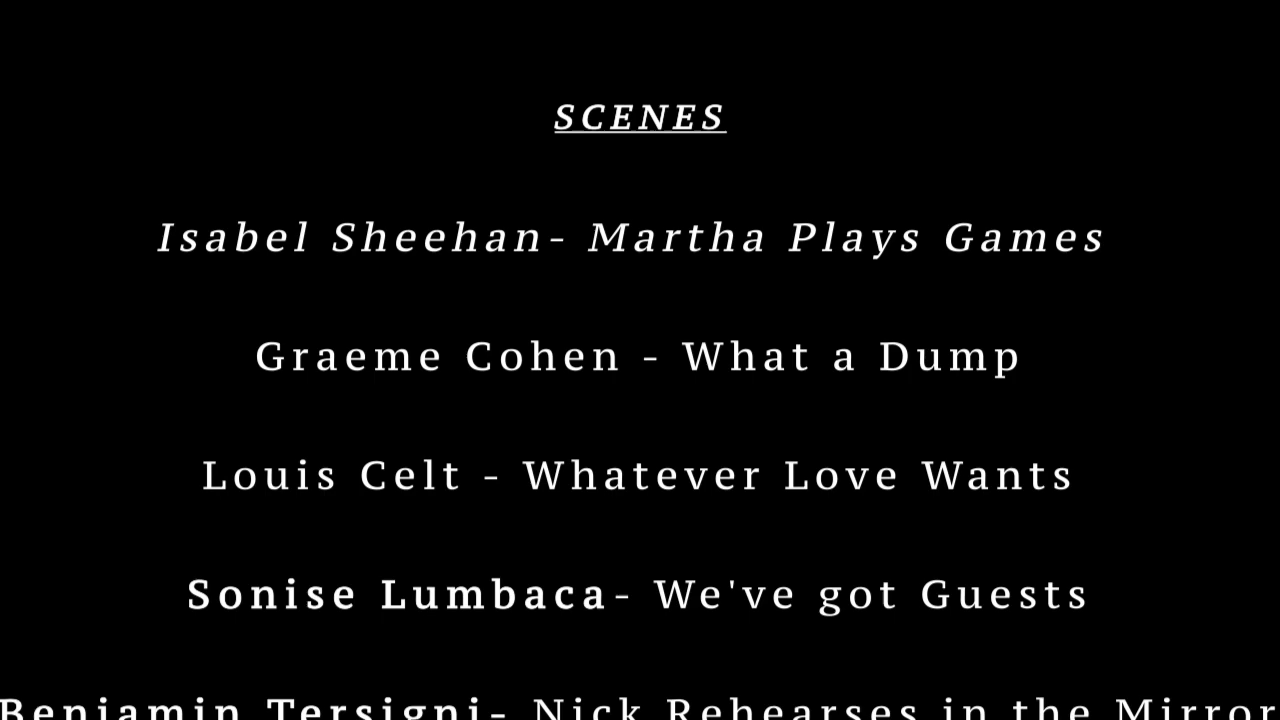 SCENES
Isabel Sheehan- Martha Plays Games
Graeme Cohen - What a Dump
Louis Celt - Whatever Love Wants
Sonise Lumbaca- We've got Guests
Benjamin Tersigni- Nick Rehearses in the Mirror